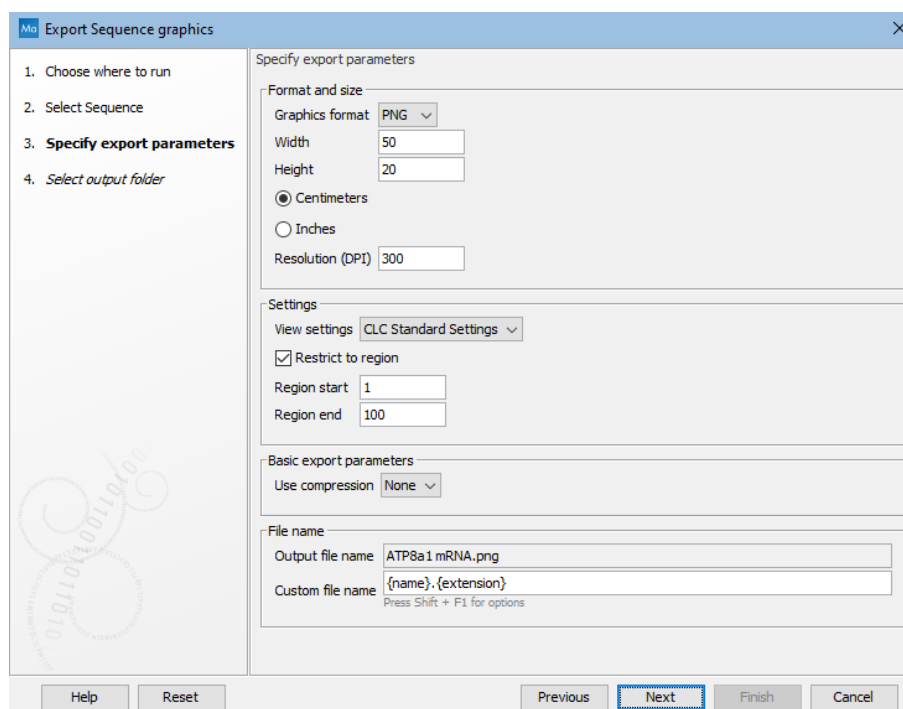 Ma Export Sequence graphics
1. Choose where to run
2. Select Sequence
3. Specify export parameters
4. Select output folder
Specify export parameters
Format and size
Graphics format PNG
Width 50
Height 20
Centimeters
Inches
Resolution (DPI) 300
Settings
View settings CLC Standard Settings
Restrict to region
Region start 1
Region end 100
Basic export parameters
Use compression None
File name
Output file name ATP8a1 mRNA.png
Custom file name {name}.{extension}
Press Shift + F1 for options
Help Reset Previous Next Finish Cancel